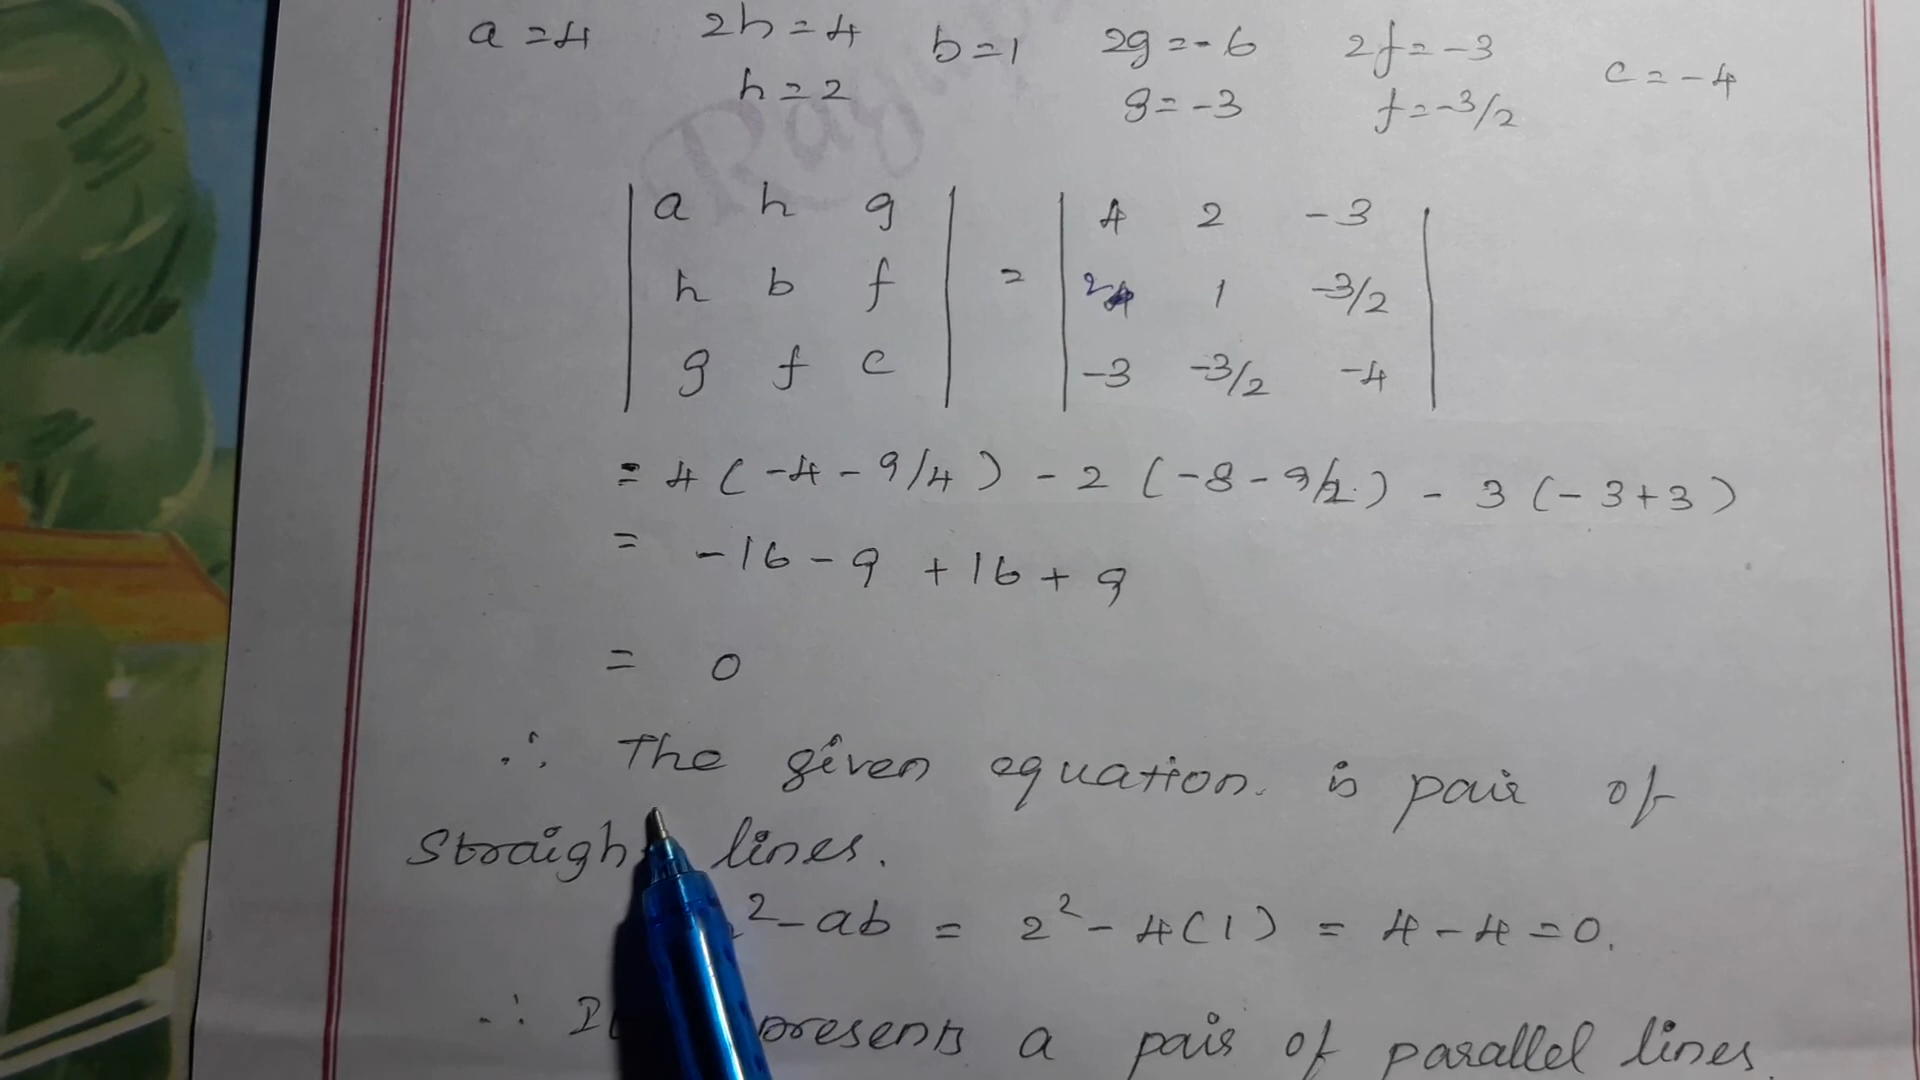 a = 4 2h = 4 b = 1 2g = -6 2f = -3 c = -4
h = 2 g = -3 f = -3/2
| a h g | = | 4 2 -3 |
| h b f | | 2 1 -3/2 |
| g f c | | -3 -3/2 -4 |
= 4 (-4 - 9/4) - 2 (-8 - 9/2) - 3 (-3+3)
= -16 - 9 + 16 + 9
= 0
∴ The given equation is pair of
straight lines.
²-ab = 2² - 4(1) = 4 - 4 = 0.
∴ presents a pair of parallel lines.